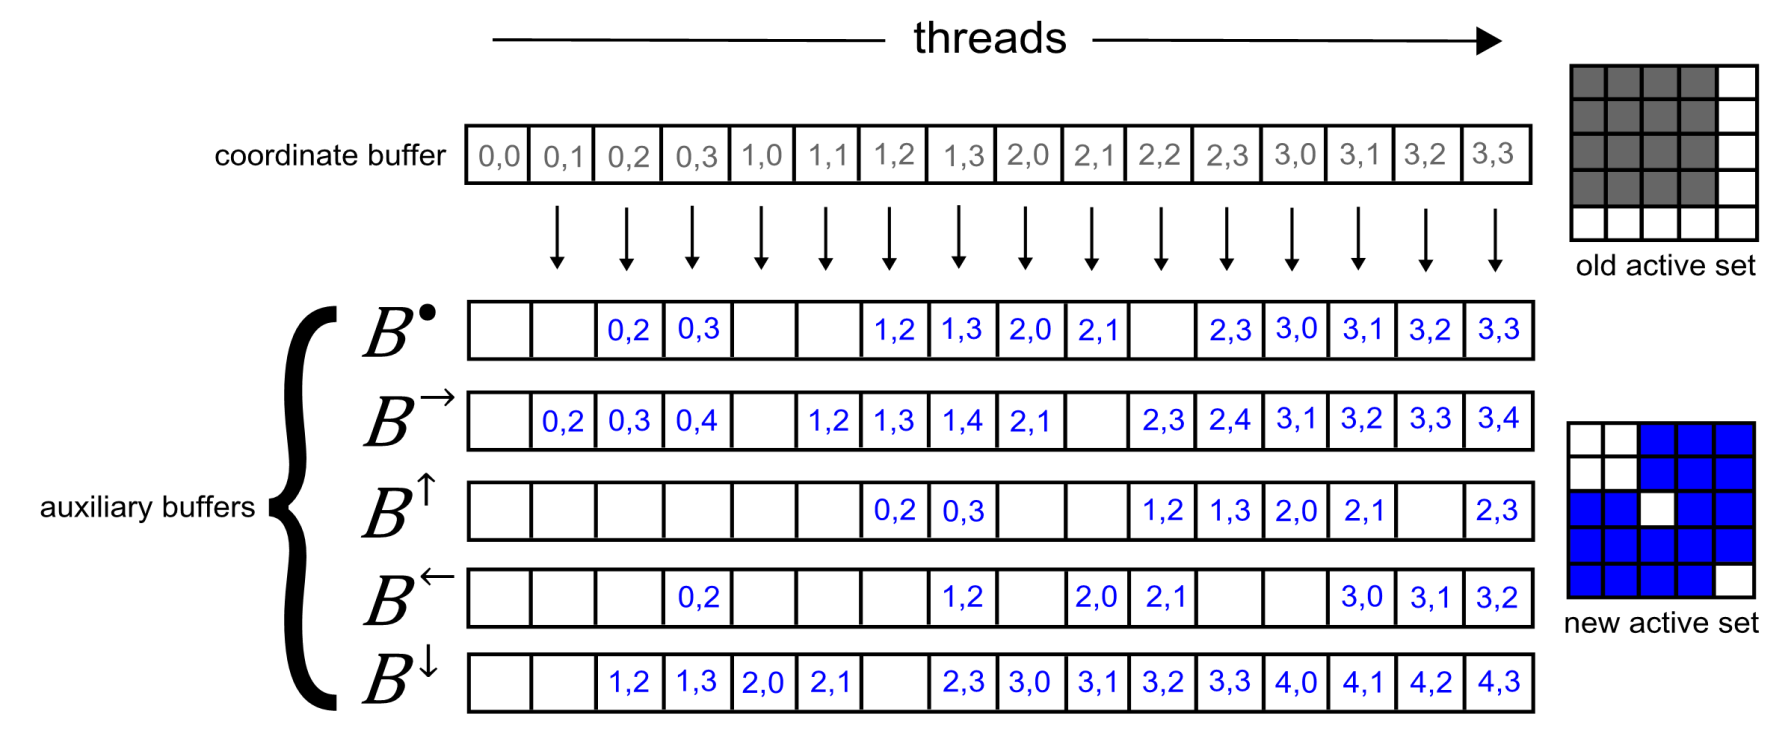 threads
coordinate buffer 0,0 0,1 0,2 0,3 1,0 1,1 1,2 1,3 2,0 2,1 2,2 2,3 3,0 3,1 3,2 3,3
old active set
B• 0,2 0,3 1,2 1,3 2,0 2,1 2,3 3,0 3,1 3,2 3,3
B→ 0,2 0,3 0,4 1,2 1,3 1,4 2,1 2,3 2,4 3,1 3,2 3,3 3,4
auxiliary buffers
B↑ 0,2 0,3 1,2 1,3 2,0 2,1 2,3
B← 0,2 1,2 2,0 2,1 3,0 3,1 3,2
new active set
B↓ 1,2 1,3 2,0 2,1 2,3 3,0 3,1 3,2 3,3 4,0 4,1 4,2 4,3